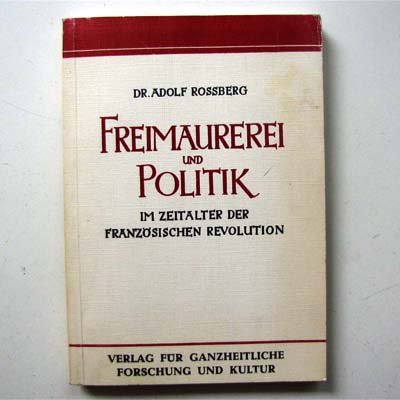 DR. ADOLF ROSSBERG
FREIMAUREREI
UND
POLITIK
IM ZEITALTER DER
FRANZÖSISCHEN REVOLUTION
VERLAG FÜR GANZHEITLICHE
FORSCHUNG UND KULTUR